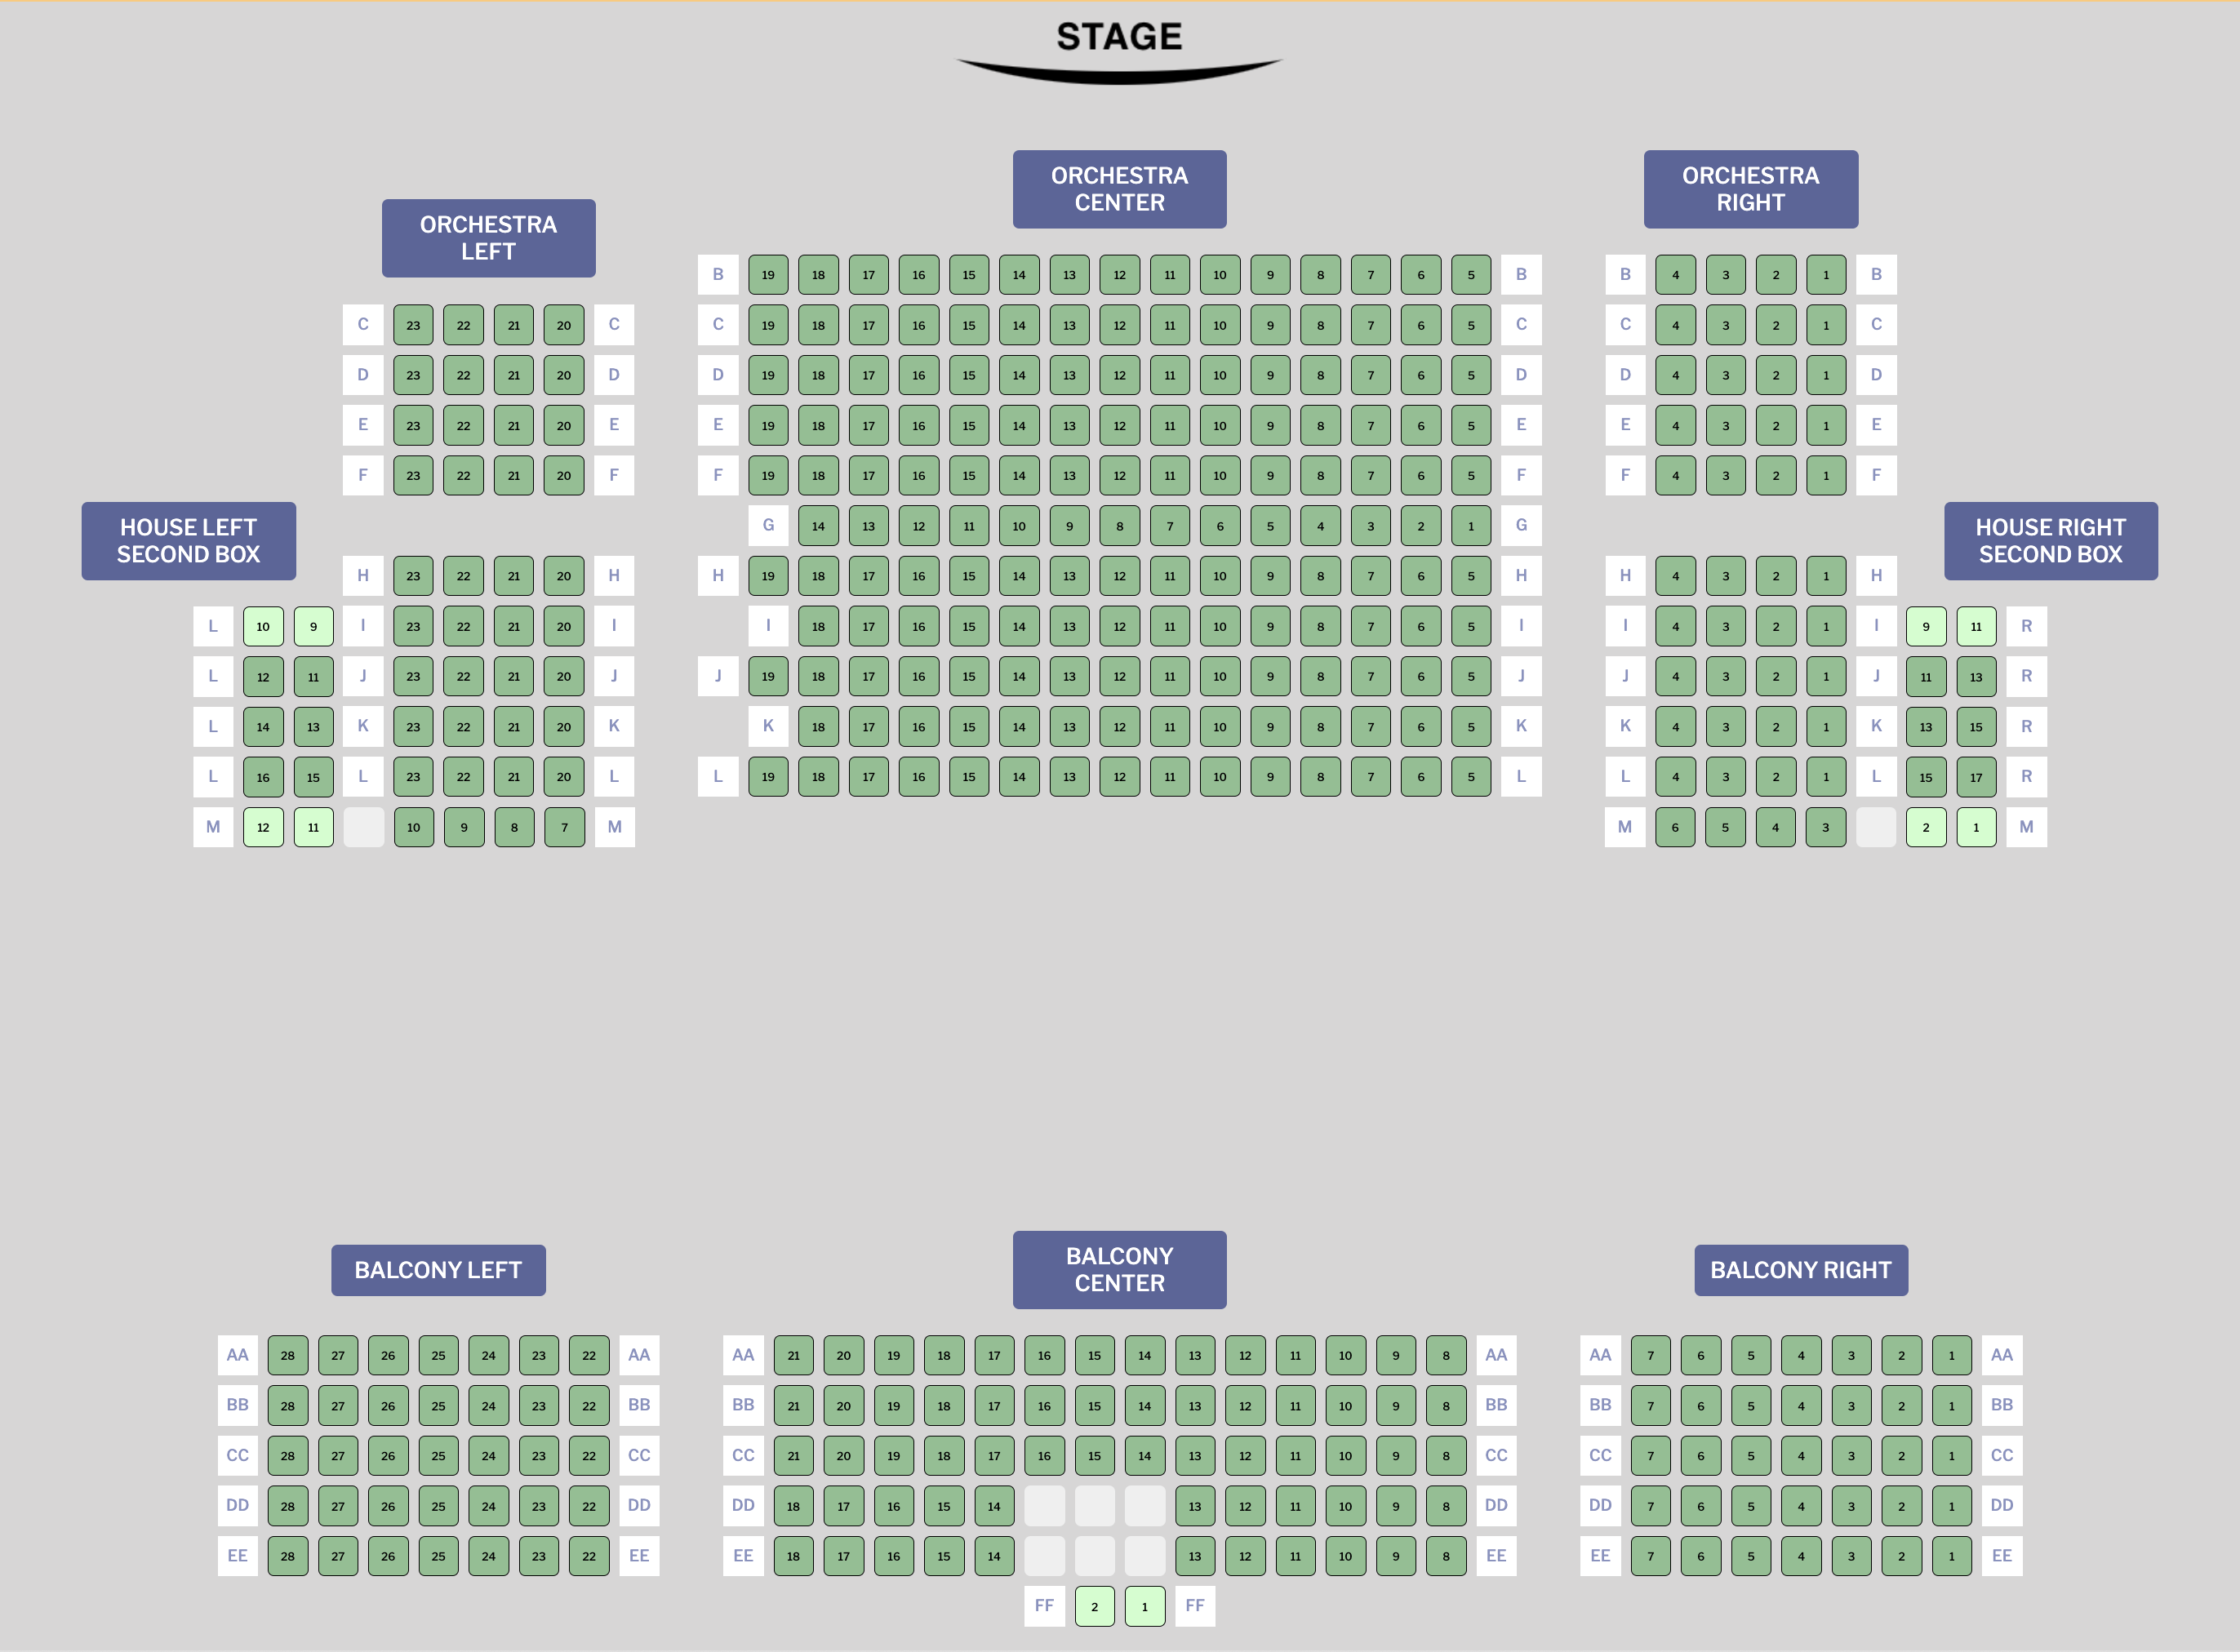 STAGE
ORCHESTRA
CENTER
ORCHESTRA
RIGHT
ORCHESTRA
LEFT
B 19 18 17 16 15 14 13 12 11 10 9 8 7 6 5 B B 4 3 2 1 B
C 23 22 21 20 C C 19 18 17 16 15 14 13 12 11 10 9 8 7 6 5 C C 4 3 2 1 C
D 23 22 21 20 D D 19 18 17 16 15 14 13 12 11 10 9 8 7 6 5 D D 4 3 2 1 D
E 23 22 21 20 E E 19 18 17 16 15 14 13 12 11 10 9 8 7 6 5 E E 4 3 2 1 E
F 23 22 21 20 F F 19 18 17 16 15 14 13 12 11 10 9 8 7 6 5 F F 4 3 2 1 F
HOUSE LEFT
SECOND BOX
G 14 13 12 11 10 9 8 7 6 5 4 3 2 1 G
HOUSE RIGHT
SECOND BOX
H 23 22 21 20 H H 19 18 17 16 15 14 13 12 11 10 9 8 7 6 5 H H 4 3 2 1 H
L 10 9 I 23 22 21 20 I I 18 17 16 15 14 13 12 11 10 9 8 7 6 5 I I 4 3 2 1 I 9 11 R
L 12 11 J 23 22 21 20 J J 19 18 17 16 15 14 13 12 11 10 9 8 7 6 5 J J 4 3 2 1 J 11 13 R
L 14 13 K 23 22 21 20 K K 18 17 16 15 14 13 12 11 10 9 8 7 6 5 K K 4 3 2 1 K 13 15 R
L 16 15 L 23 22 21 20 L L 19 18 17 16 15 14 13 12 11 10 9 8 7 6 5 L L 4 3 2 1 L 15 17 R
M 12 11 10 9 8 7 M M 6 5 4 3 2 1 M
BALCONY LEFT
BALCONY
CENTER
BALCONY RIGHT
AA 28 27 26 25 24 23 22 AA AA 21 20 19 18 17 16 15 14 13 12 11 10 9 8 AA AA 7 6 5 4 3 2 1 AA
BB 28 27 26 25 24 23 22 BB BB 21 20 19 18 17 16 15 14 13 12 11 10 9 8 BB BB 7 6 5 4 3 2 1 BB
CC 28 27 26 25 24 23 22 CC CC 21 20 19 18 17 16 15 14 13 12 11 10 9 8 CC CC 7 6 5 4 3 2 1 CC
DD 28 27 26 25 24 23 22 DD DD 18 17 16 15 14 13 12 11 10 9 8 DD DD 7 6 5 4 3 2 1 DD
EE 28 27 26 25 24 23 22 EE EE 18 17 16 15 14 13 12 11 10 9 8 EE EE 7 6 5 4 3 2 1 EE
FF 2 1 FF